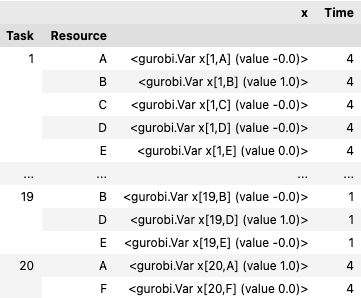 x Time
Task Resource
1 A <gurobi.Var x[1,A] (value -0.0)> 4
B <gurobi.Var x[1,B] (value 1.0)> 4
C <gurobi.Var x[1,C] (value -0.0)> 4
D <gurobi.Var x[1,D] (value -0.0)> 4
E <gurobi.Var x[1,E] (value 0.0)> 4
... ... ... ...
19 B <gurobi.Var x[19,B] (value -0.0)> 1
D <gurobi.Var x[19,D] (value 1.0)> 1
E <gurobi.Var x[19,E] (value -0.0)> 1
20 A <gurobi.Var x[20,A] (value 1.0)> 4
F <gurobi.Var x[20,F] (value 0.0)> 4